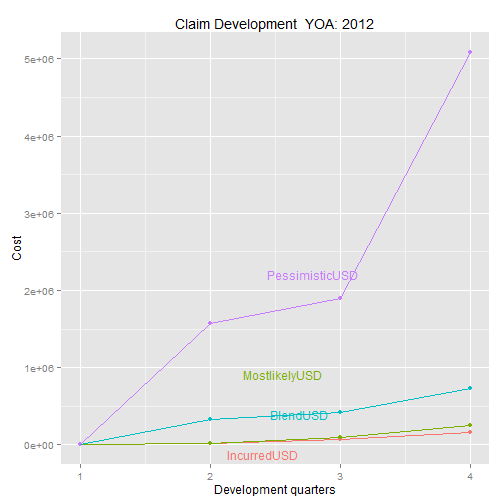 Claim Development  YOA: 2012
5e+06
4e+06
3e+06
2e+06
1e+06
0e+00
Cost
PessimisticUSD
MostlikelyUSD
BlendUSD
IncurredUSD
1 2 3 4
Development quarters